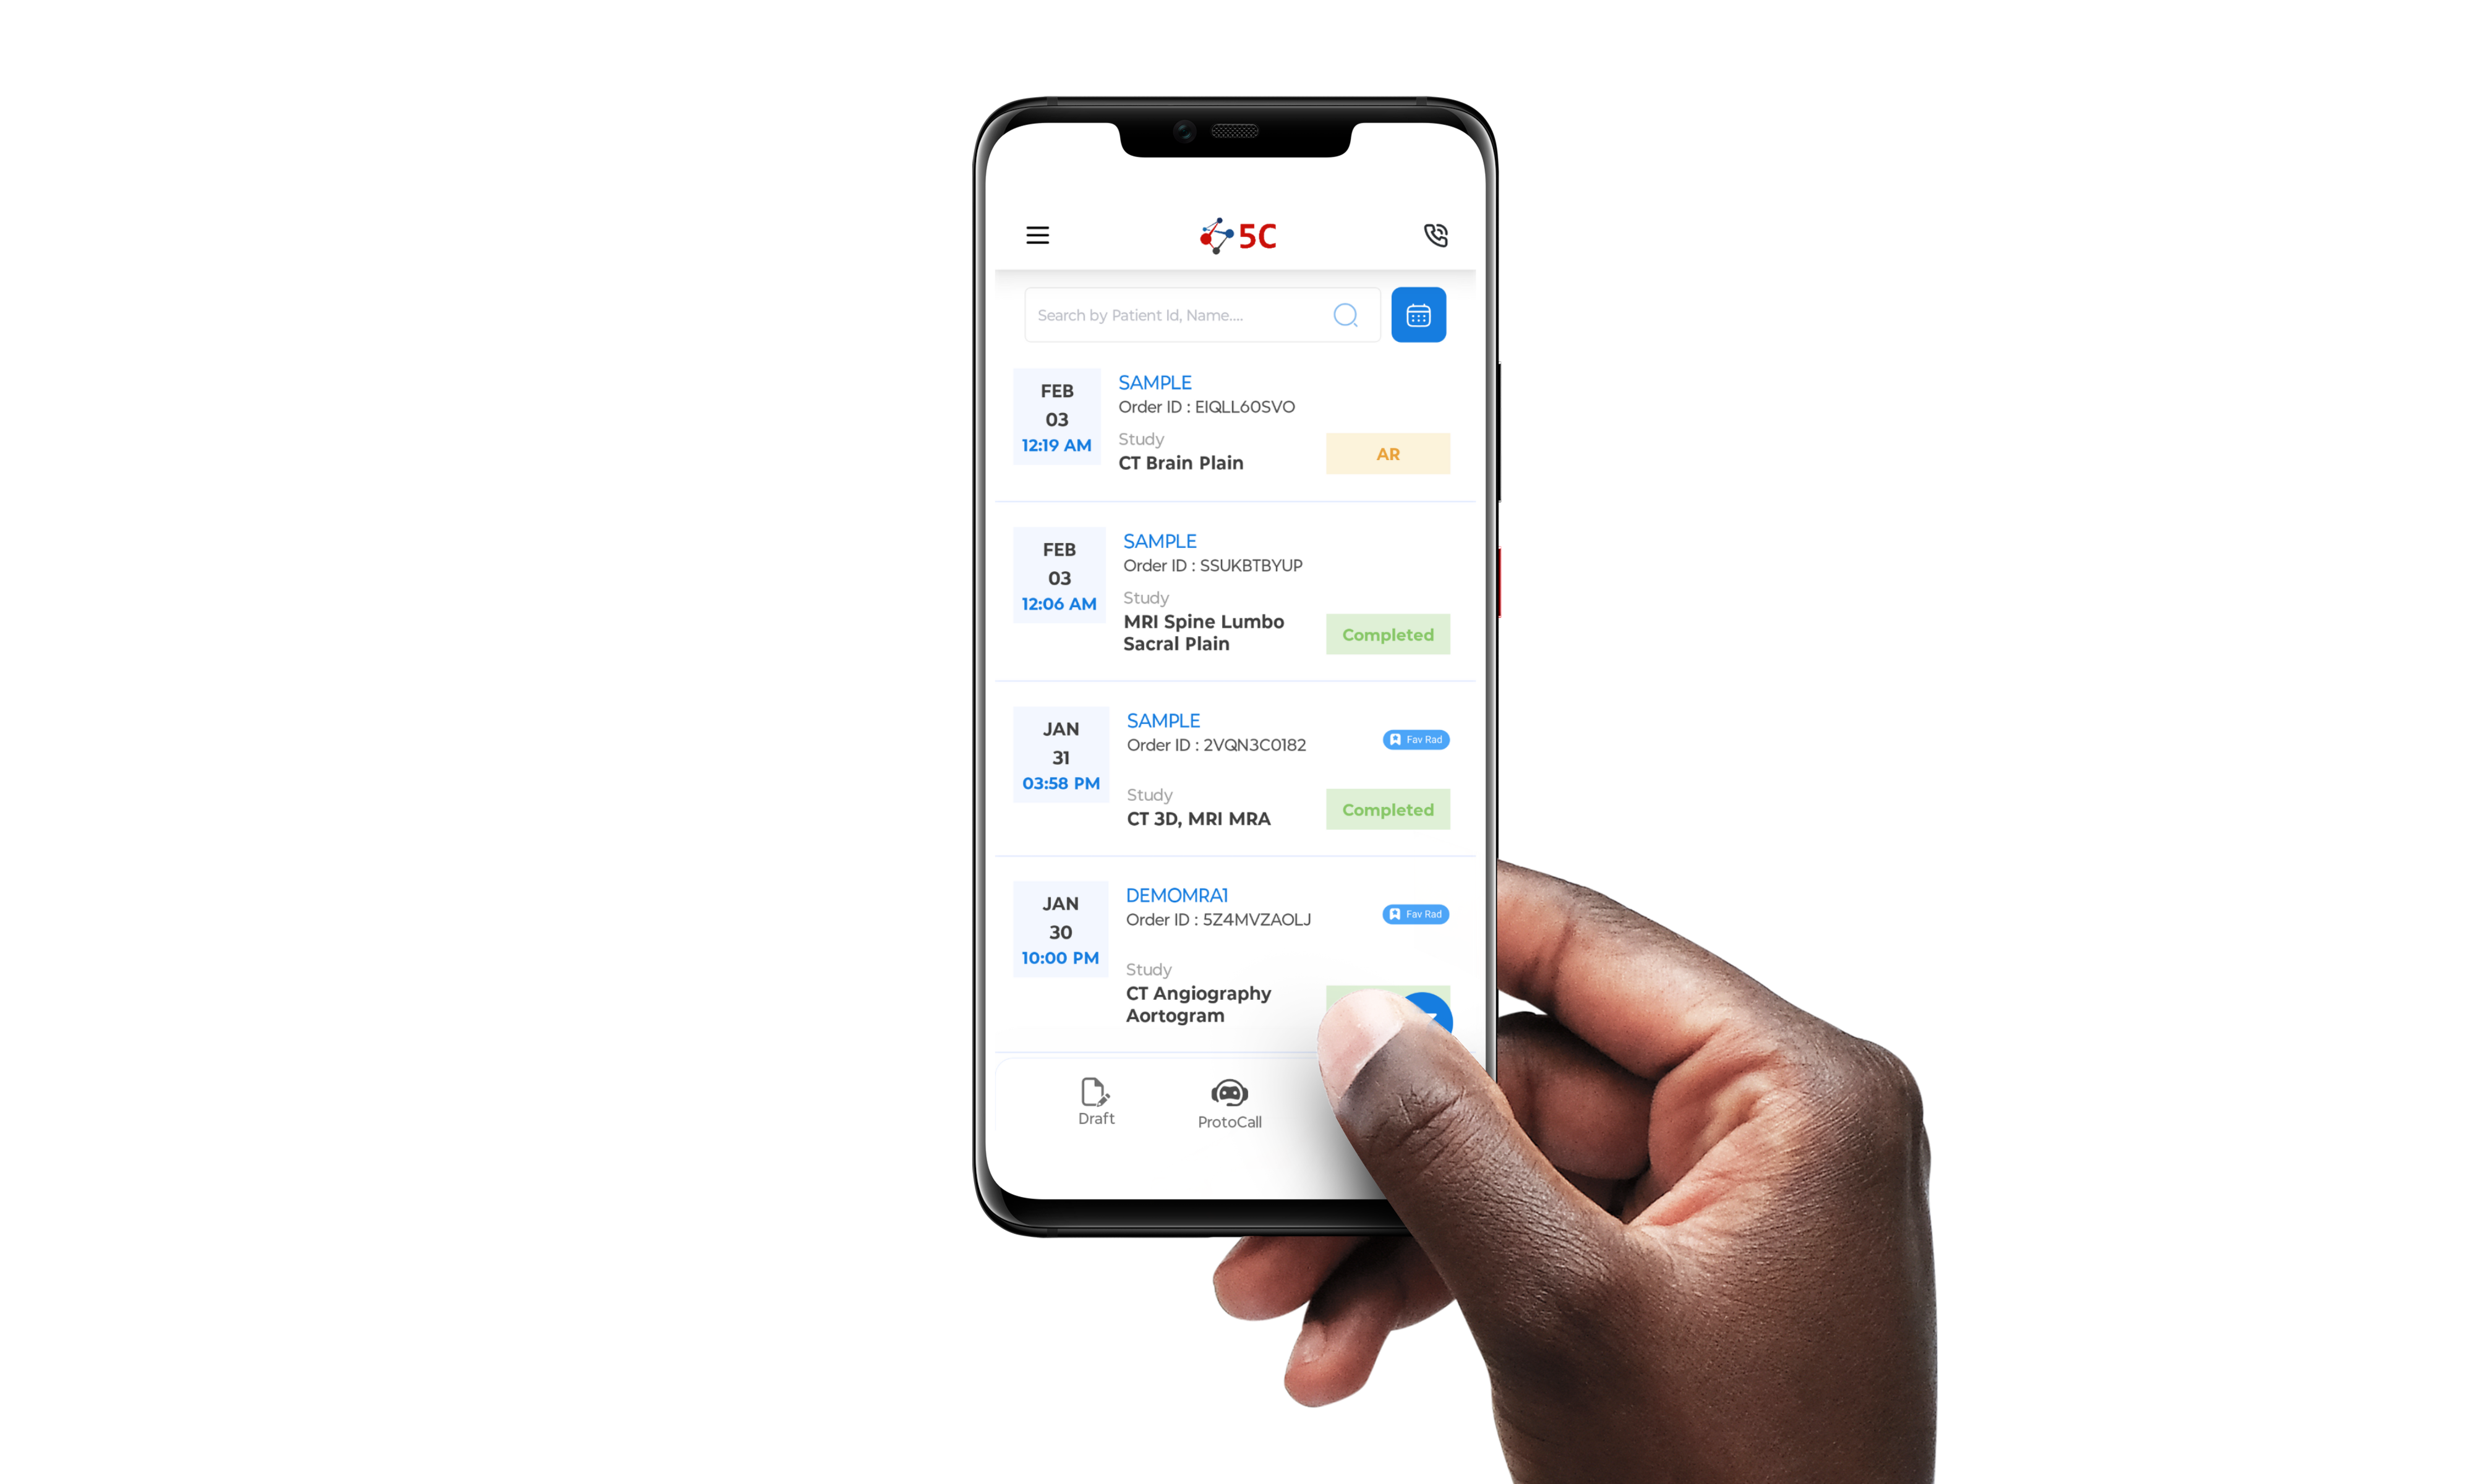 5C
Search by Patient Id, Name....
FEB
03
12:19 AM
SAMPLE
Order ID : EIQLL60SVO
Study
CT Brain Plain
AR
FEB
03
12:06 AM
SAMPLE
Order ID : SSUKBTBYUP
Study
MRI Spine Lumbo
Sacral Plain
Completed
JAN
31
03:58 PM
SAMPLE
Order ID : 2VQN3C0182
Fav Rad
Study
CT 3D, MRI MRA
Completed
JAN
30
10:00 PM
DEMOMRA1
Order ID : 5Z4MVZAOLJ
Fav Rad
Study
CT Angiography
Aortogram
Draft
ProtoCall